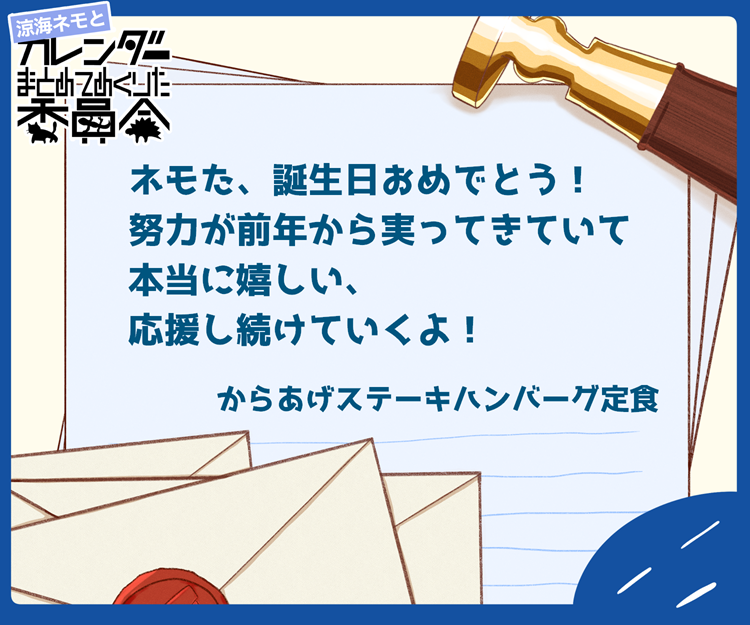 涼海ネモと
カレンダー
まとめてめくりた
委員会
ネモた、誕生日おめでとう！
努力が前年から実ってきていて
本当に嬉しい、
応援し続けていくよ！
からあげステーキハンバーグ定食